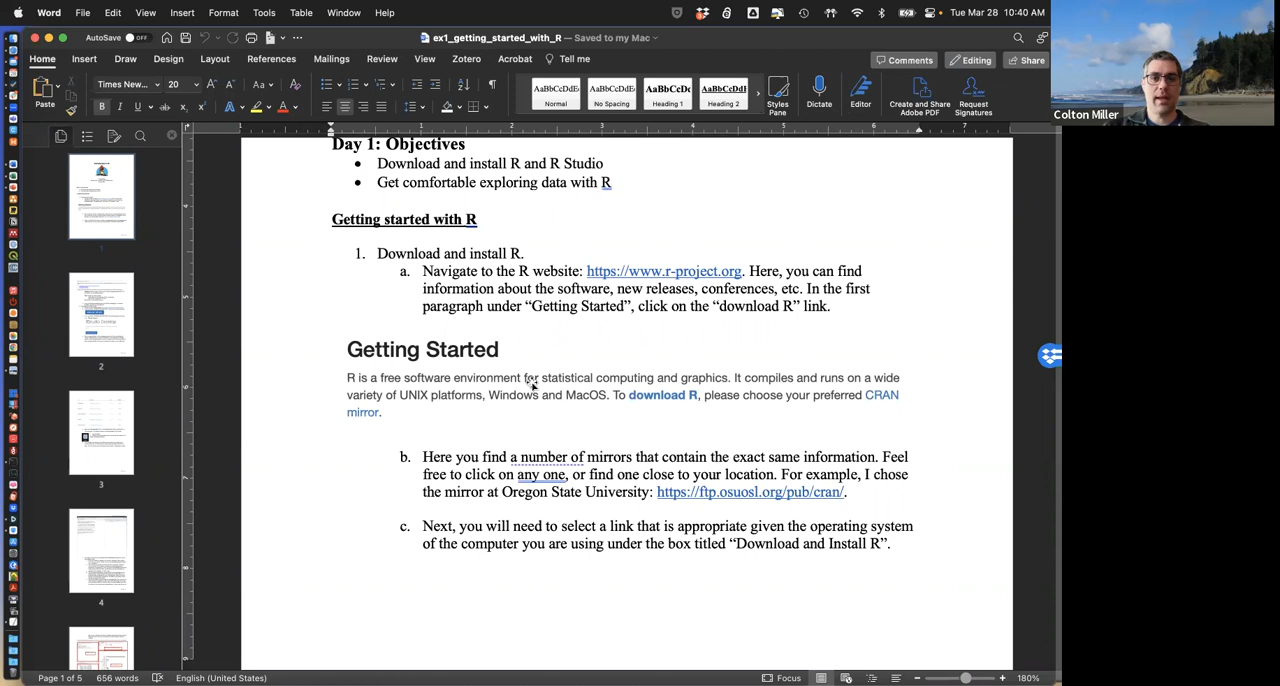 Word File Edit View Insert Format Tools Table Window Help Tue Mar 28 10:40 AM
AutoSave OFF ex1_getting_started_with_R — Saved to my Mac
Home Insert Draw Design Layout References Mailings Review View Zotero Acrobat Tell me Comments Editing Share
Paste Times New... 20 Aa
B I U ab x x A A
AaBbCcDdE AaBbCcDdE AaBbCcDc AaBbCcDdE
Normal No Spacing Heading 1 Heading 2 Styles Pane Dictate Editor Create and Share Adobe PDF Request Signatures
Colton Miller
Day 1: Objectives
• Download and install R and R Studio
• Get comfortable exploring data with R
Getting started with R
1. Download and install R.
a. Navigate to the R website: https://www.r-project.org. Here, you can find
information about the software, new releases, conferences, etc. In the first
paragraph under “Getting Started”, click on the “download R” link.
Getting Started
R is a free software environment for statistical computing and graphics. It compiles and runs on a wide
variety of UNIX platforms, Windows and MacOS. To download R, please choose your preferred CRAN
mirror.
b. Here you find a number of mirrors that contain the exact same information. Feel
free to click on any one, or find one close to your location. For example, I chose
the mirror at Oregon State University: https://ftp.osuosl.org/pub/cran/.
c. Next, you will need to select a link that is appropriate given the operating system
of the computer you are using under the box titled “Download and Install R”.
1
2
3
4
Page 1 of 5 656 words English (United States) Focus 180%